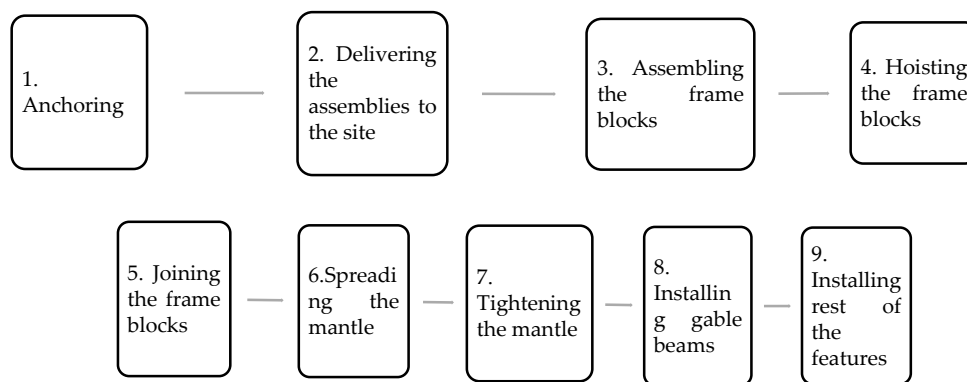 1.
Anchoring
2. Delivering
the
assemblies to
the site
3. Assembling
the frame
blocks
4. Hoisting
the frame
blocks
5. Joining
the frame
blocks
6.Spreadi
ng the
mantle
7.
Tightening
the mantle
8.
Installin
g gable
beams
9.
Installing
rest of
the
features